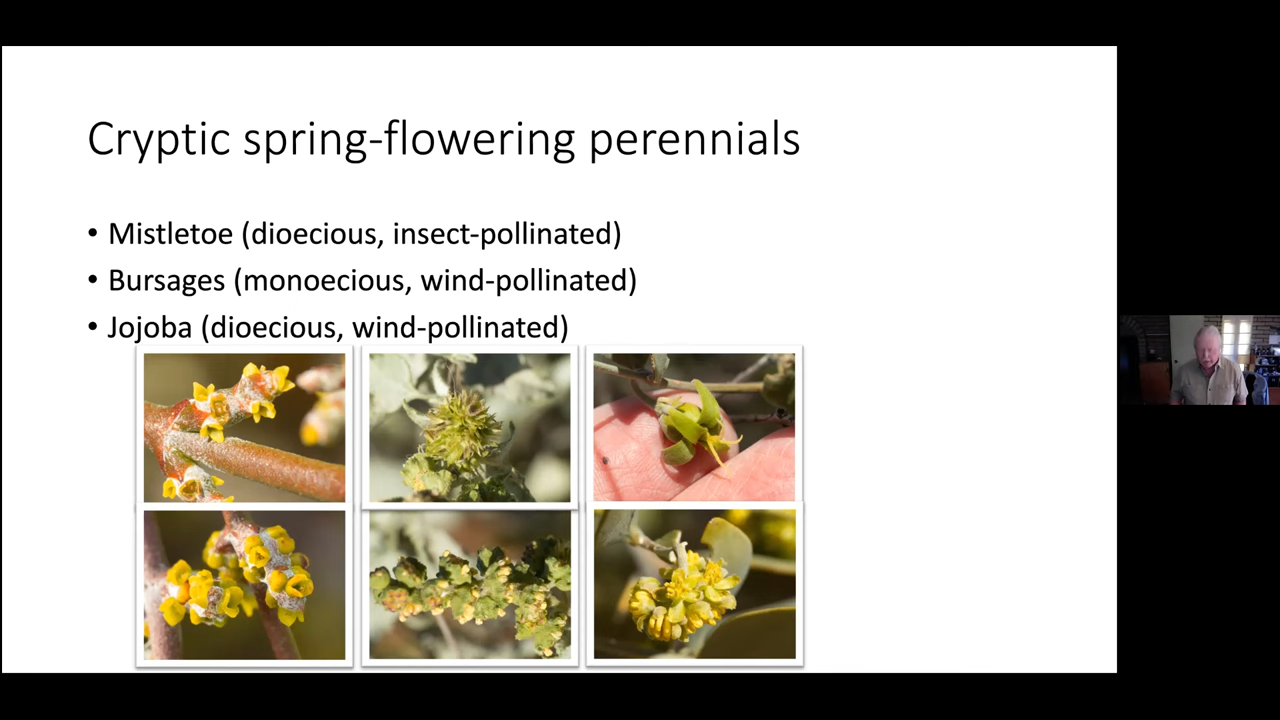 Cryptic spring-flowering perennials
• Mistletoe (dioecious, insect-pollinated)
• Bursages (monoecious, wind-pollinated)
• Jojoba (dioecious, wind-pollinated)